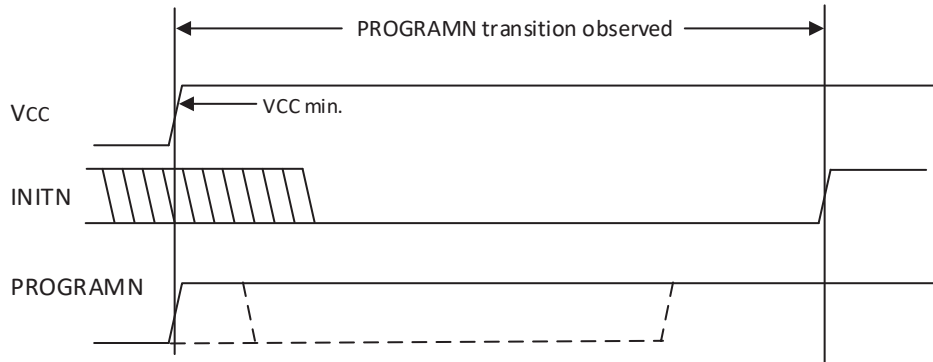 PROGRAMN transition observed
VCC
VCC min.
INITN
PROGRAMN